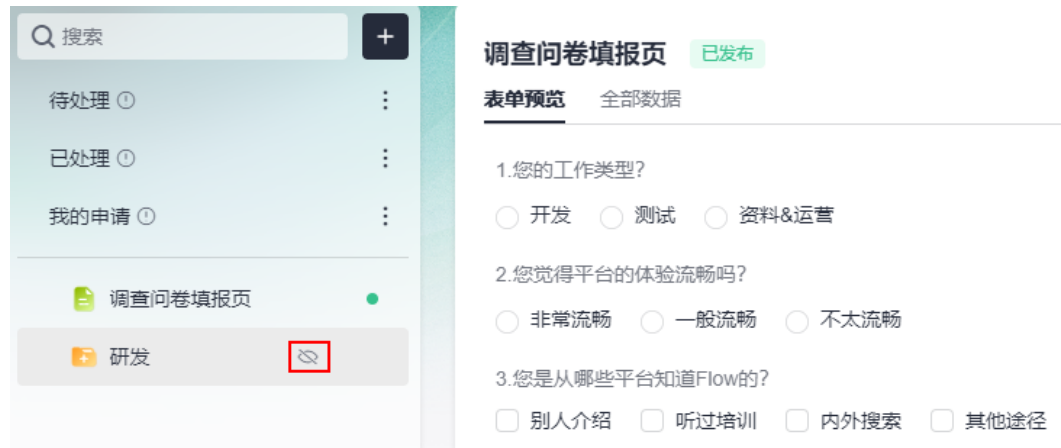 搜索
待处理
已处理
我的申请
调查问卷填报页
研发
调查问卷填报页 已发布
表单预览 全部数据
1.您的工作类型?
开发 测试 资料&运营
2.您觉得平台的体验流畅吗?
非常流畅 一般流畅 不太流畅
3.您是从哪些平台知道Flow的?
别人介绍 听过培训 内外搜索 其他途径